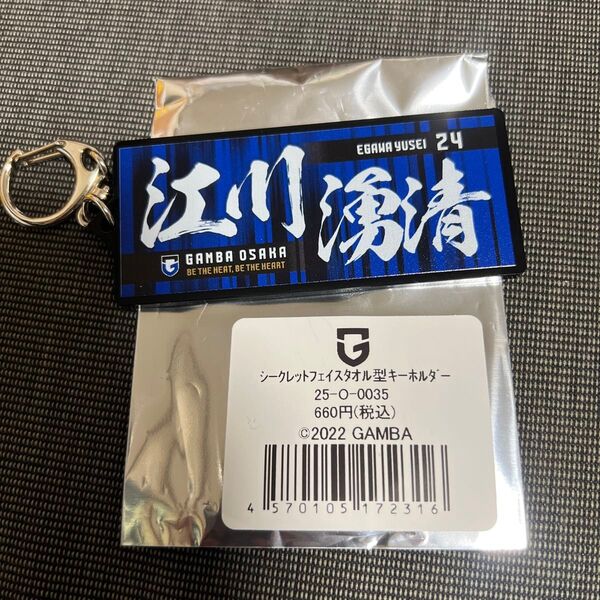 EGAWA YUSEI 24
江川
湧清
GAMBA OSAKA
BE THE HEAT, BE THE HEART
シークレットフェイスタオル型キーホルダー
25-O-0035
660円(税込)
©2022 GAMBA
4 570105 172316